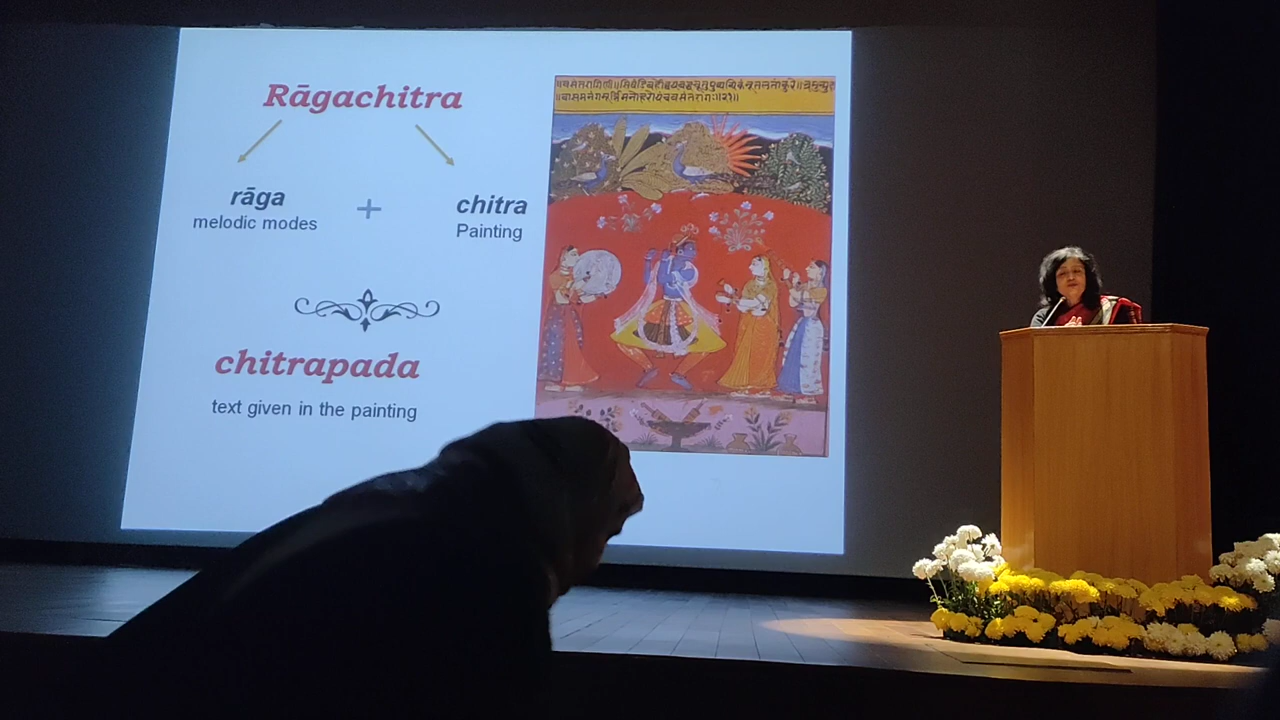 Rāgachitra
rāga
melodic modes
+
chitra
Painting
chitrapada
text given in the painting